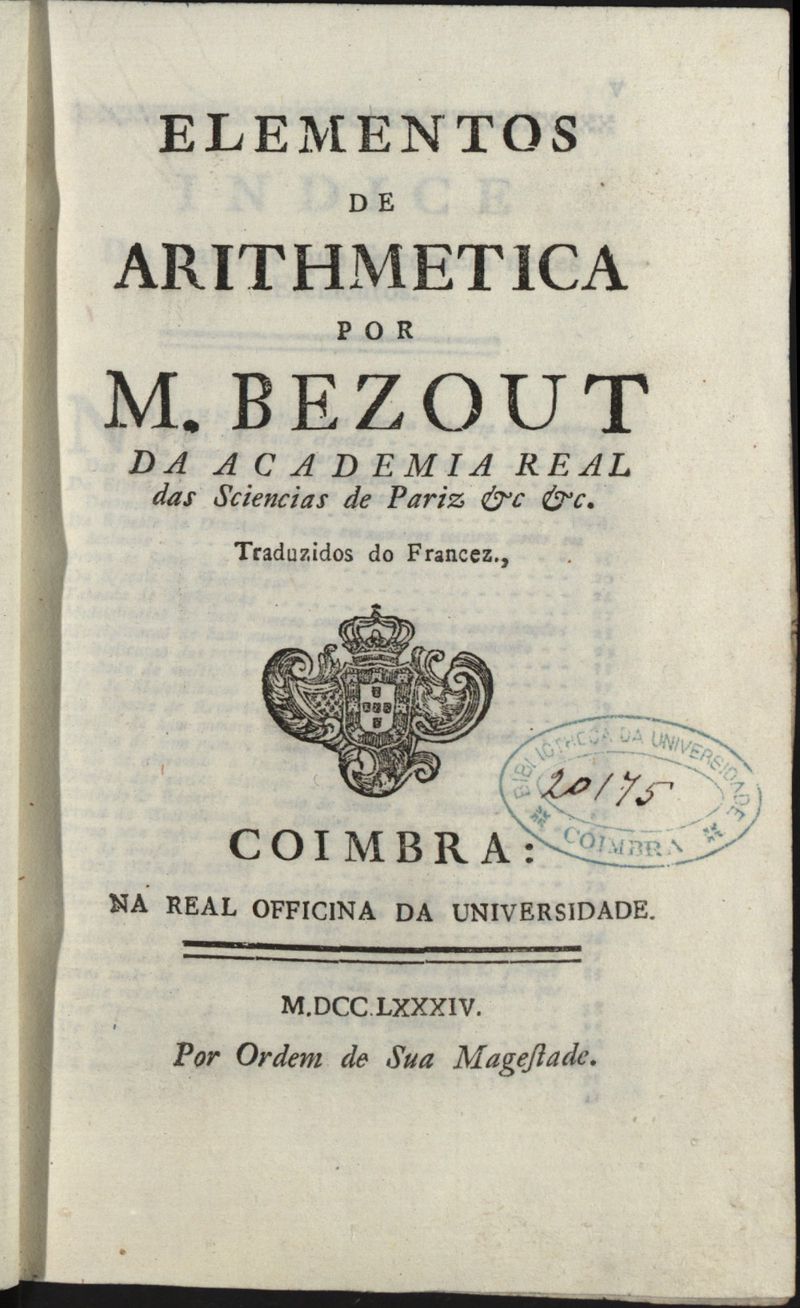 ELEMENTOS
DE
ARITHMETICA
POR
M. BEZOUT
DA ACADEMIA REAL
das Sciencias de Pariz &c &c.
Traduzidos do Francez.,
BIBLIOTHECA DA UNIVERSIDADE
20175
COIMBRA
COIMBRA:
NA REAL OFFICINA DA UNIVERSIDADE.
M.DCC.LXXXIV.
Por Ordem de Sua Mageſtade.